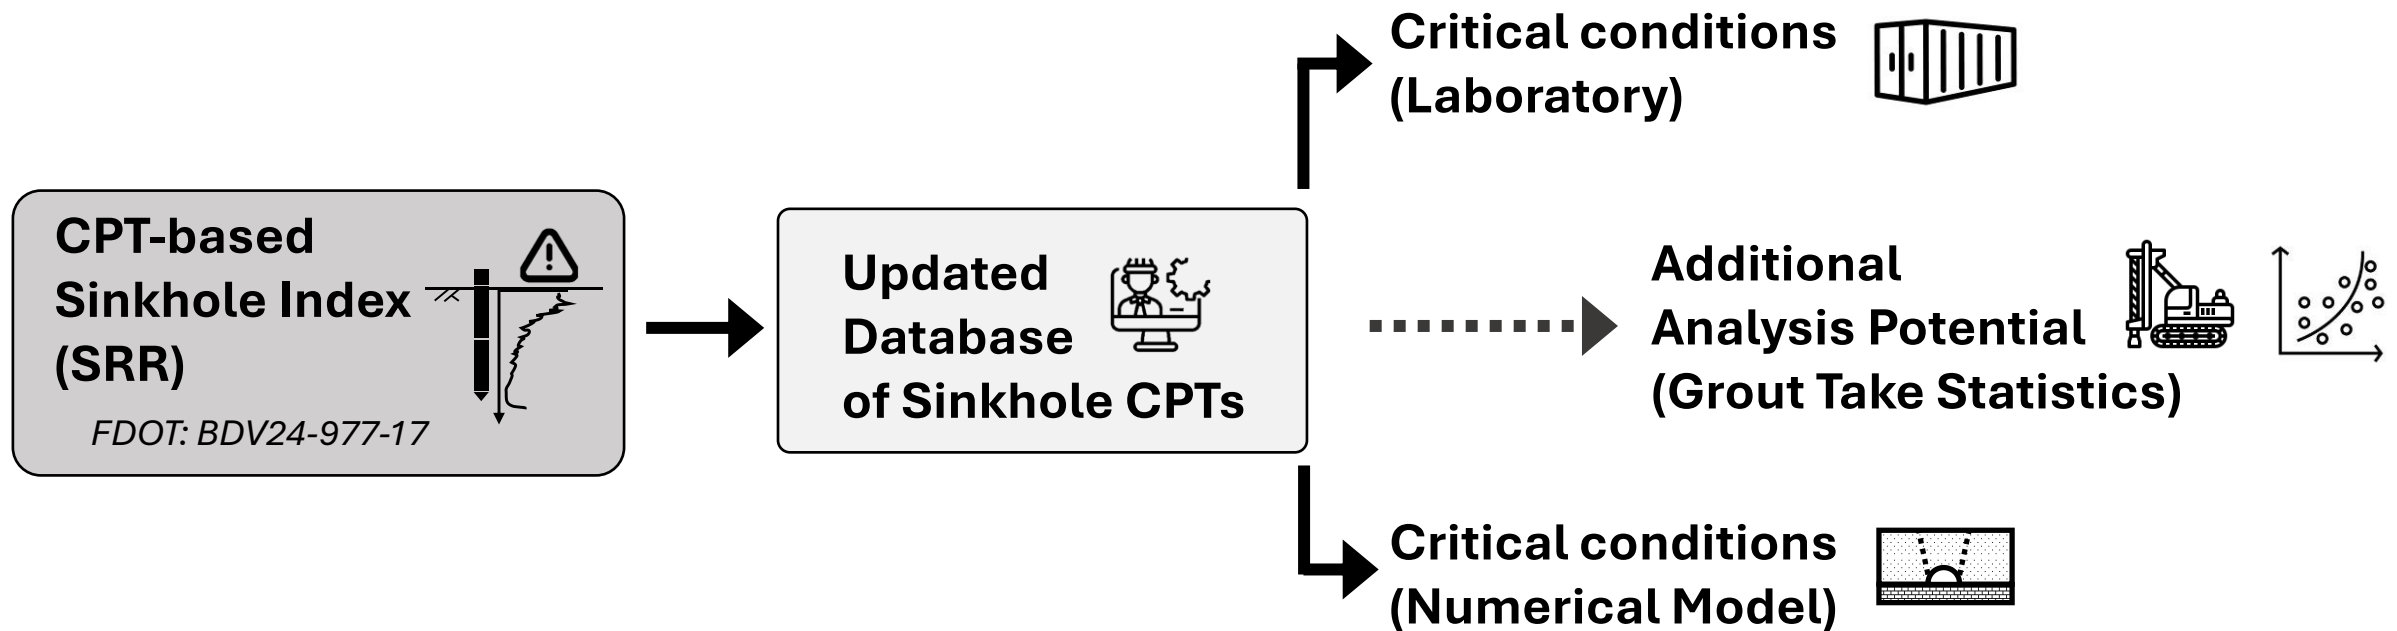 CPT-based
Sinkhole Index
(SRR)
FDOT: BDV24-977-17
Updated
Database
of Sinkhole CPTs
Critical conditions
(Laboratory)
Additional
Analysis Potential
(Grout Take Statistics)
Critical conditions
(Numerical Model)